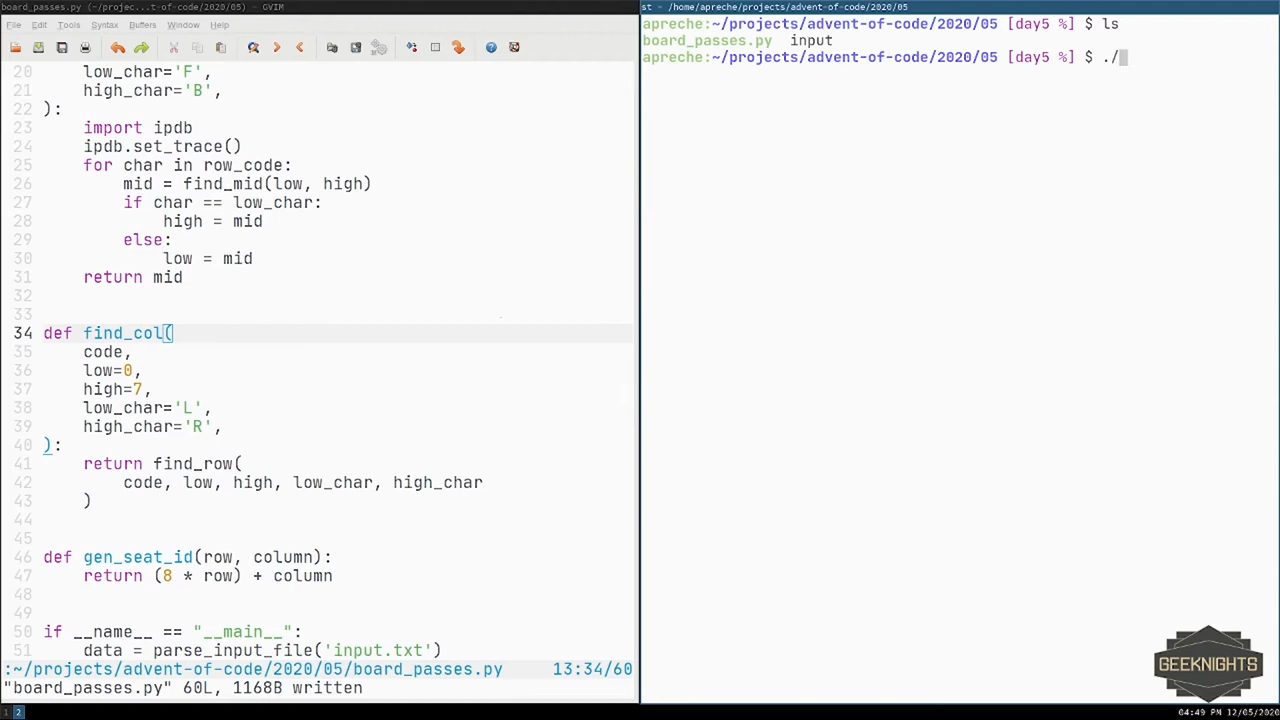 board_passes.py (~/projec...t-of-code/2020/05) - GVIM
File Edit Tools Syntax Buffers Window Help
20 low_char='F',
21 high_char='B',
22 ):
23 import ipdb
24 ipdb.set_trace()
25 for char in row_code:
26 mid = find_mid(low, high)
27 if char == low_char:
28 high = mid
29 else:
30 low = mid
31 return mid
32
33
34 def find_col(
35 code,
36 low=0,
37 high=7,
38 low_char='L',
39 high_char='R',
40 ):
41 return find_row(
42 code, low, high, low_char, high_char
43 )
44
45
46 def gen_seat_id(row, column):
47 return (8 * row) + column
48
49
50 if __name__ == "__main__":
51 data = parse_input_file('input.txt')
:~/projects/advent-of-code/2020/05/board_passes.py 13:34/60
"board_passes.py" 60L, 1168B written
st - /home/apreche/projects/advent-of-code/2020/05
apreche:~/projects/advent-of-code/2020/05 [day5 %] $ ls
board_passes.py input
apreche:~/projects/advent-of-code/2020/05 [day5 %] $ ./
GEEKNIGHTS
1 2
04:49 PM 12/05/2020